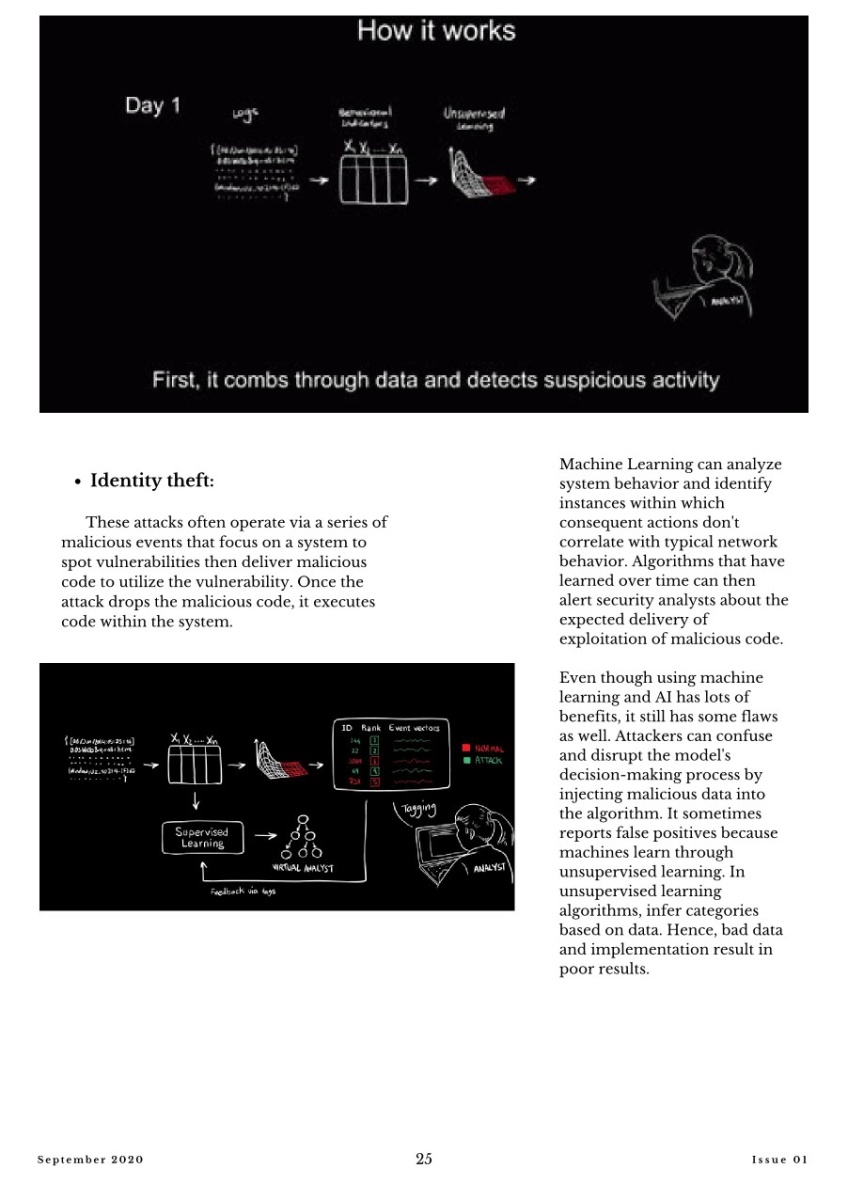 How it works
Day 1
Logs
Behavioral
Indicators
Unsupervised
Learning
X₁ X₂ .... Xₙ
ANALYST
First, it combs through data and detects suspicious activity
• Identity theft:
These attacks often operate via a series of
malicious events that focus on a system to
spot vulnerabilities then deliver malicious
code to utilize the vulnerability. Once the
attack drops the malicious code, it executes
code within the system.
X₁ X₂ .... Xₙ
ID Rank Event vectors
NORMAL
ATTACK
Tagging
Supervised
Learning
VIRTUAL ANALYST
ANALYST
Feedback via tags
Machine Learning can analyze
system behavior and identify
instances within which
consequent actions don't
correlate with typical network
behavior. Algorithms that have
learned over time can then
alert security analysts about the
expected delivery of
exploitation of malicious code.
Even though using machine
learning and AI has lots of
benefits, it still has some flaws
as well. Attackers can confuse
and disrupt the model's
decision-making process by
injecting malicious data into
the algorithm. It sometimes
reports false positives because
machines learn through
unsupervised learning. In
unsupervised learning
algorithms, infer categories
based on data. Hence, bad data
and implementation result in
poor results.
September 2020
25
Issue 01